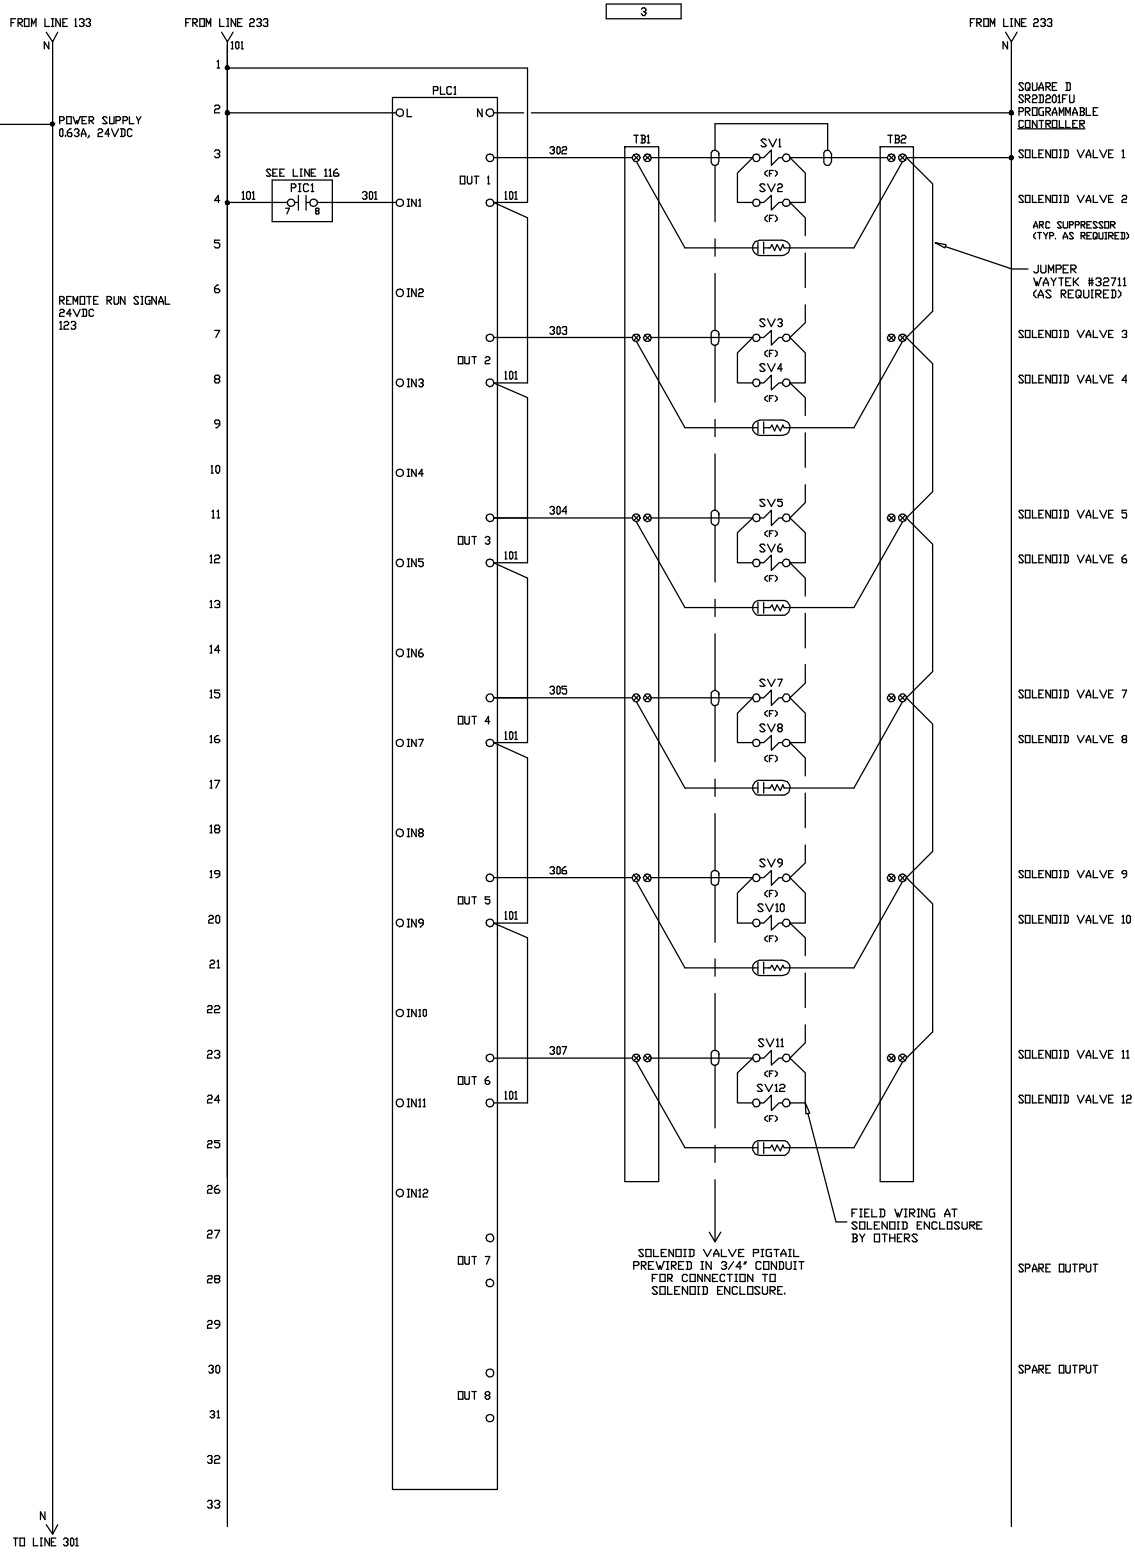 3
FROM LINE 133
N
POWER SUPPLY
0.63A, 24VDC
REMOTE RUN SIGNAL
24VDC
123
N
TO LINE 301
FROM LINE 233
101
FROM LINE 233
N
1
PLC1
2
L
N
SQUARE D
SR2D201FU
PROGRAMMABLE
CONTROLLER
TB1
SV1
TB2
3
302
(F)
SOLENOID VALVE 1
OUT 1
SEE LINE 116
PIC1
7 8
4
101
301
IN1
101
SV2
(F)
SOLENOID VALVE 2
ARC SUPPRESSOR
(TYP. AS REQUIRED)
5
JUMPER
WAYTEK #32711
(AS REQUIRED)
6
IN2
7
303
SV3
(F)
SOLENOID VALVE 3
OUT 2
8
IN3
101
SV4
(F)
SOLENOID VALVE 4
9
10
IN4
11
304
SV5
(F)
SOLENOID VALVE 5
OUT 3
12
IN5
101
SV6
(F)
SOLENOID VALVE 6
13
14
IN6
15
305
SV7
(F)
SOLENOID VALVE 7
OUT 4
16
IN7
101
SV8
(F)
SOLENOID VALVE 8
17
18
IN8
19
306
SV9
(F)
SOLENOID VALVE 9
OUT 5
20
IN9
101
SV10
(F)
SOLENOID VALVE 10
21
22
IN10
23
307
SV11
(F)
SOLENOID VALVE 11
OUT 6
24
IN11
101
SV12
(F)
SOLENOID VALVE 12
25
26
IN12
27
OUT 7
28
FIELD WIRING AT
SOLENOID ENCLOSURE
BY OTHERS
SOLENOID VALVE PIGTAIL
PREWIRED IN 3/4" CONDUIT
FOR CONNECTION TO
SOLENOID ENCLOSURE.
SPARE OUTPUT
29
30
SPARE OUTPUT
OUT 8
31
32
33